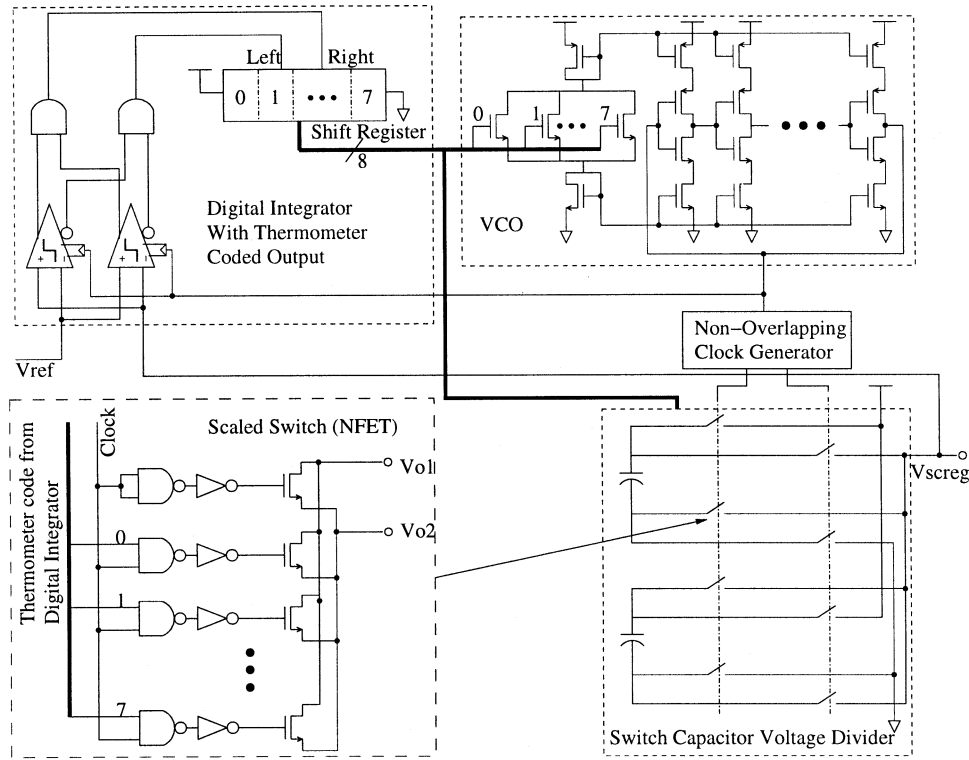 Left Right
0 1 7
Shift Register
8
Digital Integrator
With Thermometer
Coded Output
+ -
+ -
Vref
0 1 7
VCO
Non-Overlapping
Clock Generator
Vscreg
Switch Capacitor Voltage Divider
Thermometer code from
Digital Integrator
Clock
Scaled Switch (NFET)
Vo1
Vo2
0
1
7